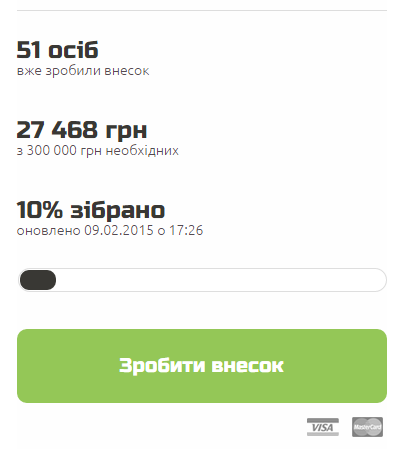 51 осіб
вже зробили внесок
27 468 грн
з 300 000 грн необхідних
10% зібрано
оновлено 09.02.2015 о 17:26
Зробити внесок
VISA MasterCard